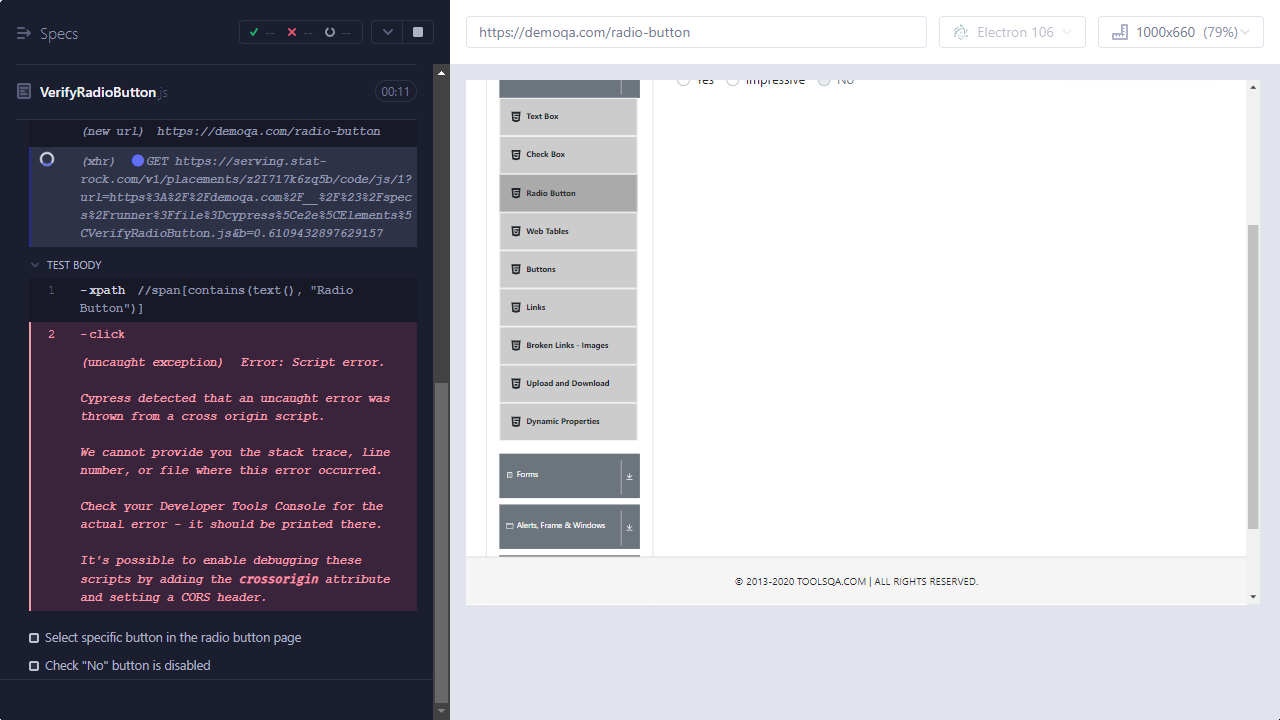 Specs
-- -- --
VerifyRadioButton.js
00:11
(new url) https://demoqa.com/radio-button
(xhr) GET https://serving.stat-
rock.com/v1/placements/z2I717k6zq5b/code/js/1?
url=https%3A%2F%2Fdemoqa.com%2F__%2F%23%2Fspec
s%2Frunner%3Ffile%3Dcypress%5Ce2e%5CElements%5
CVerifyRadioButton.js&b=0.6109432897629157
TEST BODY
1 -xpath //span[contains(text(), "Radio
Button")]
2 -click
(uncaught exception) Error: Script error.
Cypress detected that an uncaught error was
thrown from a cross origin script.
We cannot provide you the stack trace, line
number, or file where this error occurred.
Check your Developer Tools Console for the
actual error - it should be printed there.
It's possible to enable debugging these
scripts by adding the crossorigin attribute
and setting a CORS header.
Select specific button in the radio button page
Check "No" button is disabled
https://demoqa.com/radio-button
Electron 106
1000x660 (79%)
Yes Impressive No
Text Box
Check Box
Radio Button
Web Tables
Buttons
Links
Broken Links - Images
Upload and Download
Dynamic Properties
Forms
Alerts, Frame & Windows
© 2013-2020 TOOLSQA.COM | ALL RIGHTS RESERVED.